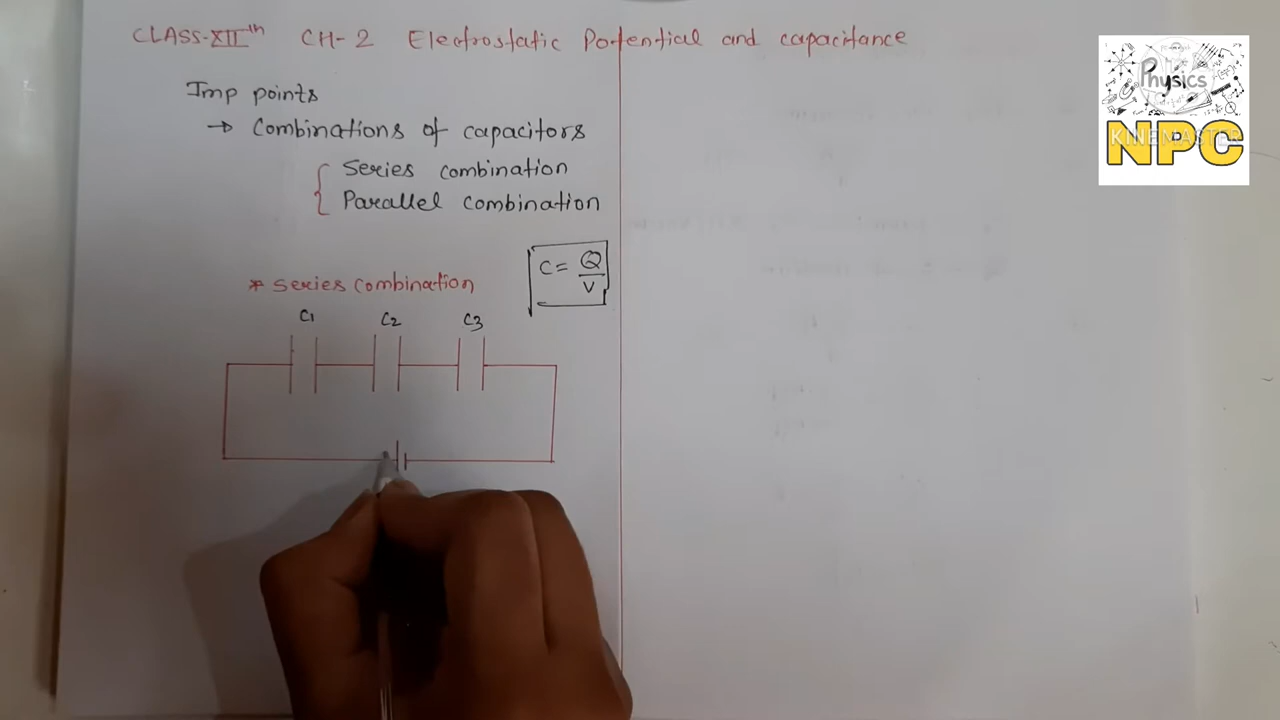 CLASS-XIIth CH-2 Electrostatic Potential and capacitance
Imp points
→ Combinations of capacitors
Series combination
Parallel combination
C = Q/V
* Series combination
C1 C2 C3
Physics
KINEMASTER
NPC